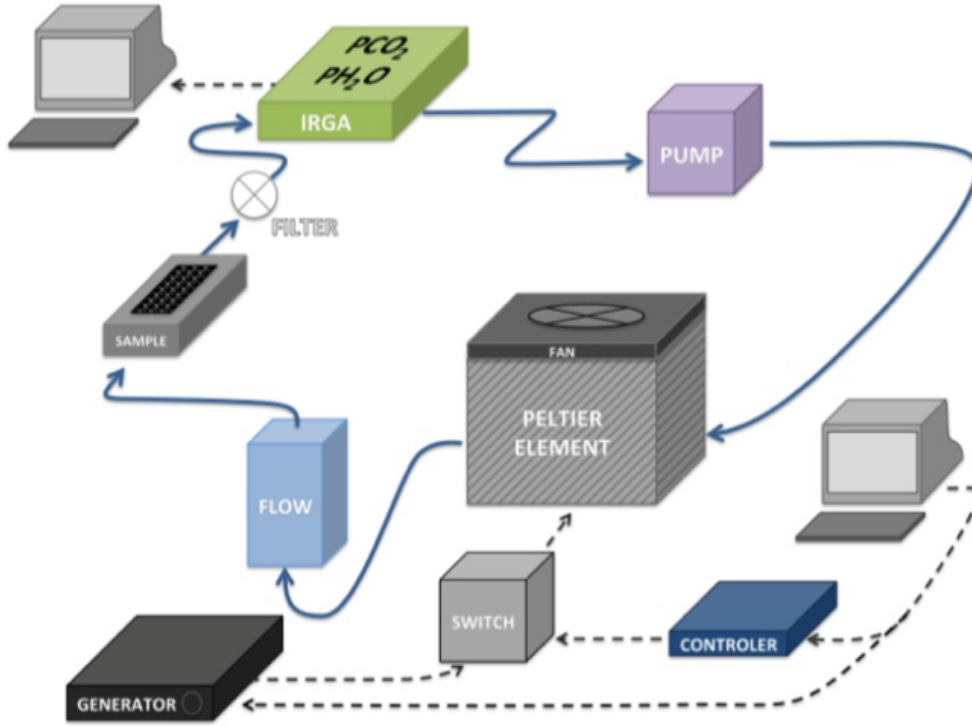 PCO₂
PH₂O
IRGA
PUMP
FILTER
SAMPLE
FAN
PELTIER
ELEMENT
FLOW
SWITCH
CONTROLER
GENERATOR